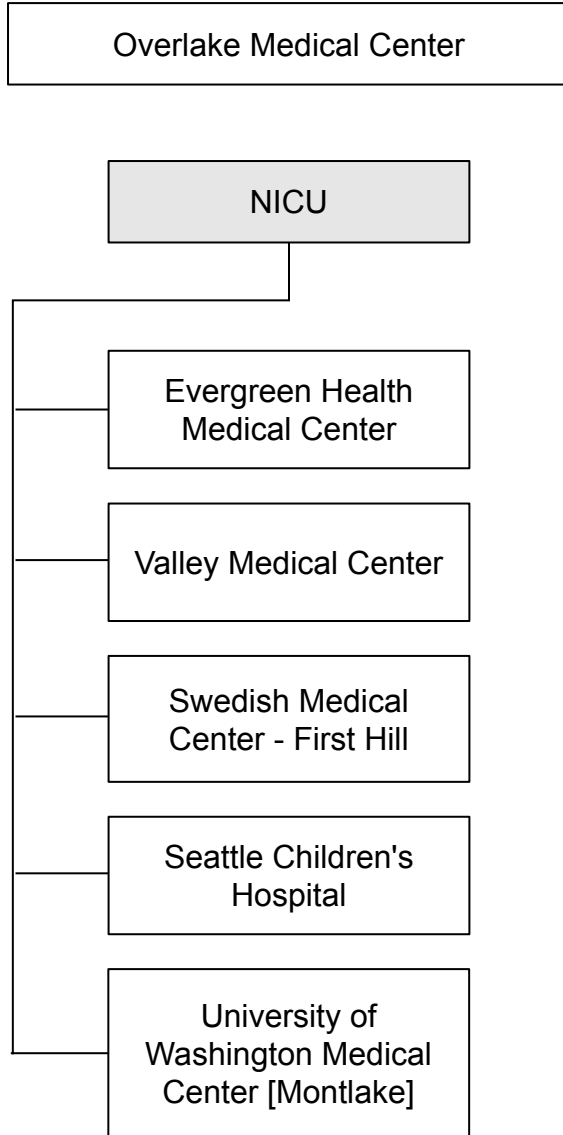 Overlake Medical Center
NICU
Evergreen Health
Medical Center
Valley Medical Center
Swedish Medical
Center - First Hill
Seattle Children's
Hospital
University of
Washington Medical
Center [Montlake]